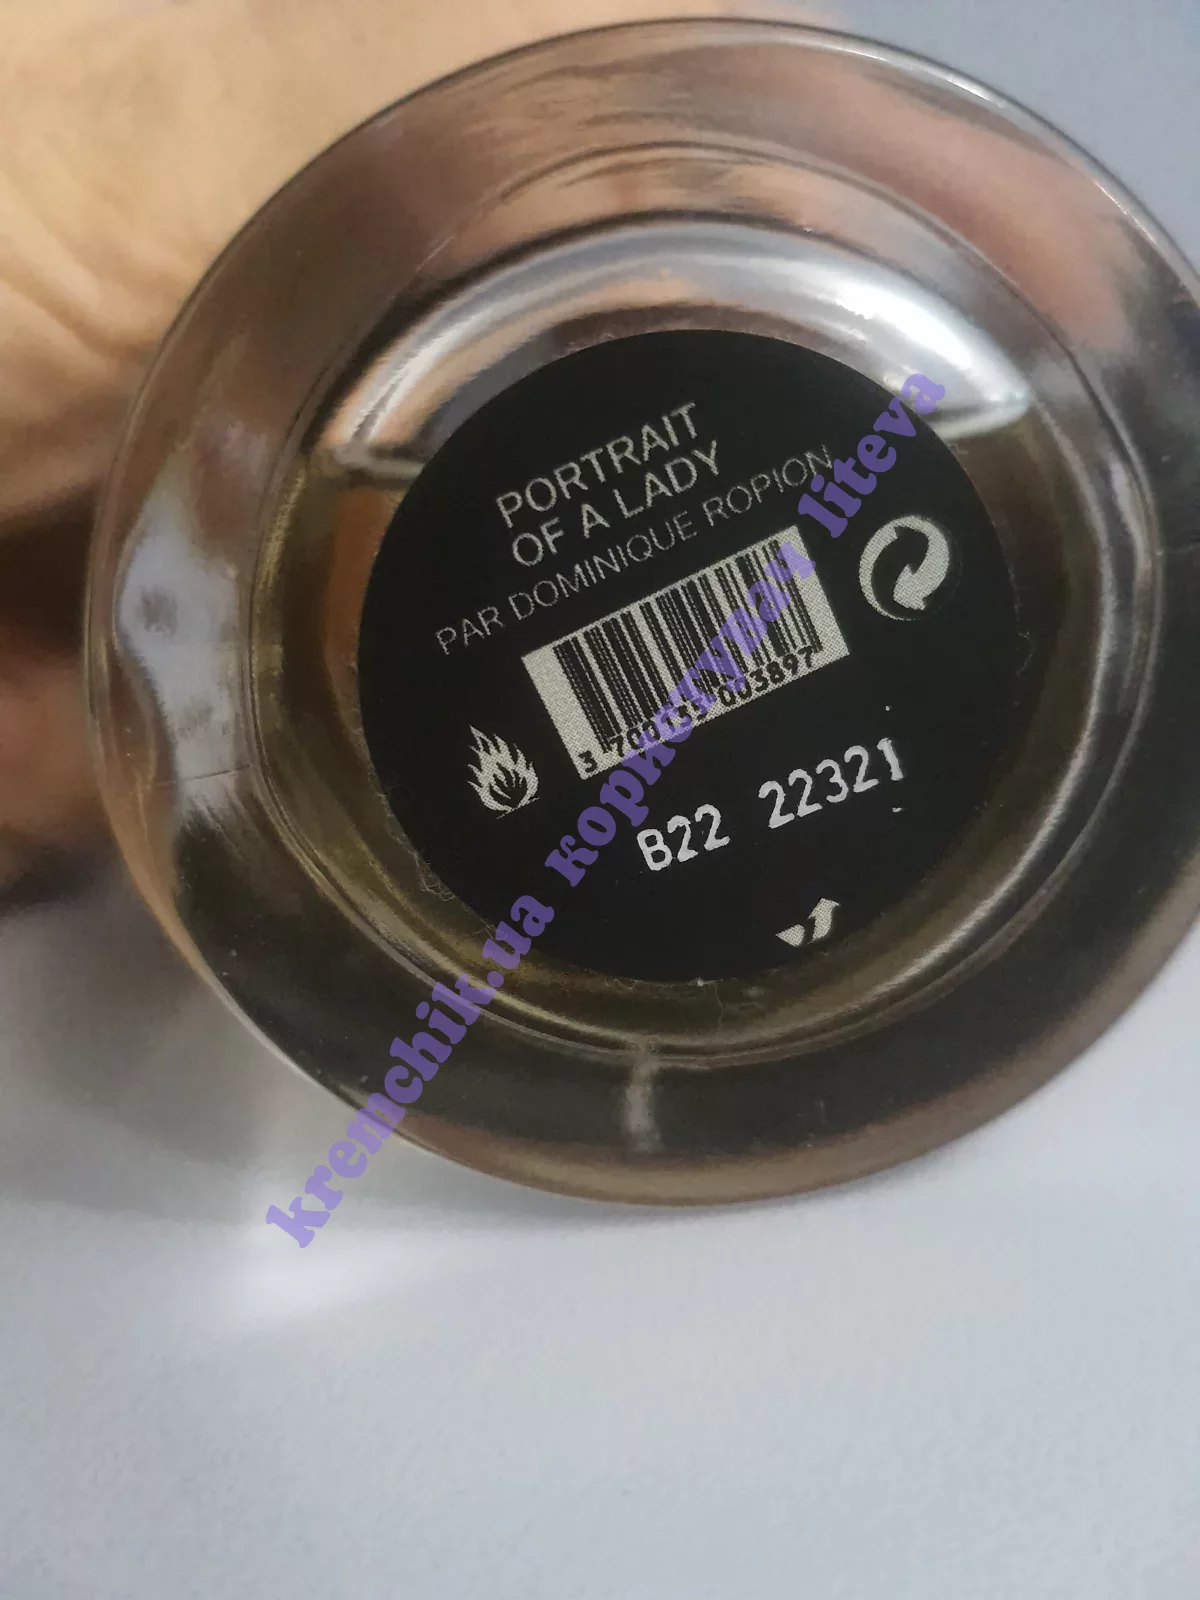 PORTRAIT
OF A LADY
PAR DOMINIQUE ROPION
B22 22321
kremchik.ua користувач liteva